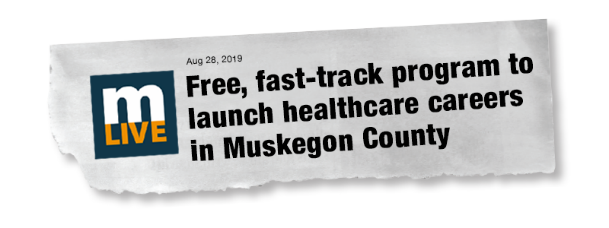 Aug 28, 2019
m
LIVE
Free, fast-track program to
launch healthcare careers
in Muskegon County